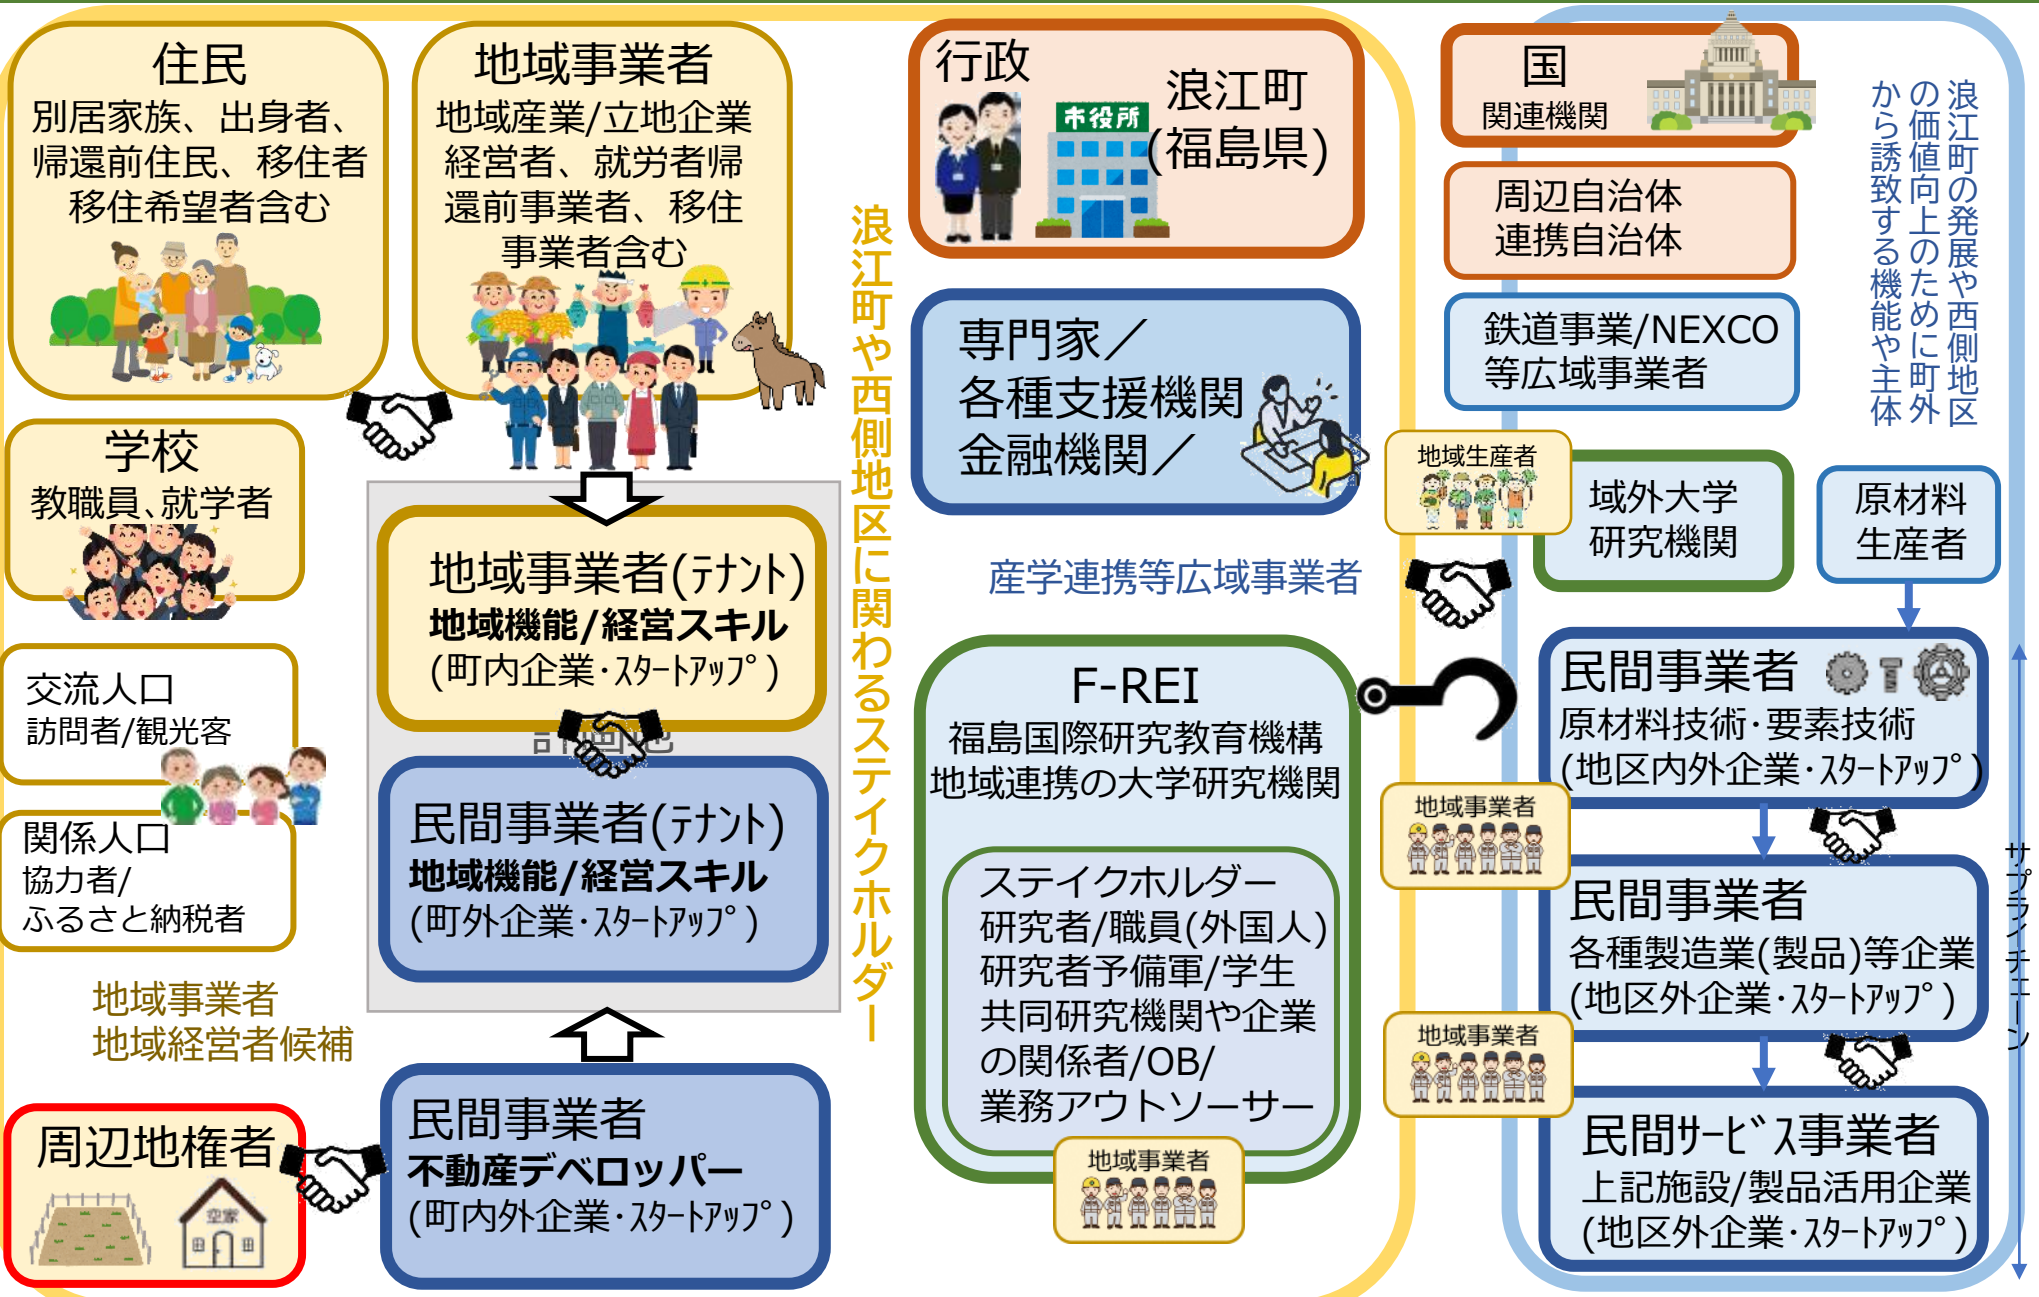 住民
別居家族、出身者、
帰還前住民、移住者
移住希望者含む
地域事業者
地域産業/立地企業
経営者、就労者帰
還前事業者、移住
事業者含む
学校
教職員、就学者
交流人口
訪問者/観光客
関係人口
協力者/
ふるさと納税者
地域事業者
地域経営者候補
周辺地権者
空家
地域事業者(ﾃﾅﾝﾄ)
地域機能/経営スキル
(町内企業･ｽﾀｰﾄｱｯﾌﾟ)
計画地
民間事業者(ﾃﾅﾝﾄ)
地域機能/経営スキル
(町外企業･ｽﾀｰﾄｱｯﾌﾟ)
民間事業者
不動産デベロッパー
(町内外企業･ｽﾀｰﾄｱｯﾌﾟ)
浪江町や西側地区に関わるステイクホルダー
行政
市役所
浪江町
(福島県)
専門家／
各種支援機関
金融機関／
産学連携等広域事業者
F-REI
福島国際研究教育機構
地域連携の大学研究機関
ステイクホルダー
研究者/職員(外国人)
研究者予備軍/学生
共同研究機関や企業
の関係者/OB/
業務アウトソーサー
地域事業者
国
関連機関
周辺自治体
連携自治体
鉄道事業/NEXCO
等広域事業者
浪江町の発展や西側地区
の価値向上のために町外
から誘致する機能や主体
地域生産者
域外大学
研究機関
原材料
生産者
民間事業者
原材料技術･要素技術
(地区内外企業･ｽﾀｰﾄｱｯﾌﾟ)
地域事業者
民間事業者
各種製造業(製品)等企業
(地区外企業･ｽﾀｰﾄｱｯﾌﾟ)
地域事業者
民間ｻｰﾋﾞｽ事業者
上記施設/製品活用企業
(地区外企業･ｽﾀｰﾄｱｯﾌﾟ)
サプライチェーン